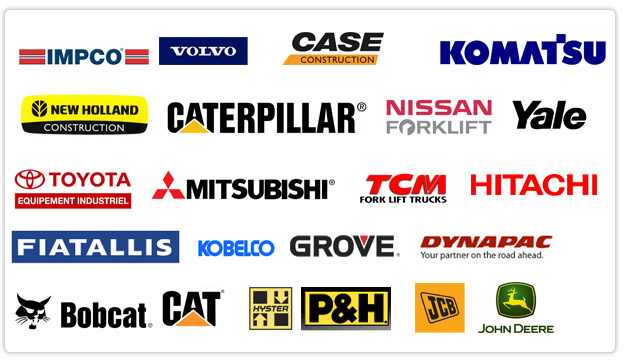 IMPCO®
VOLVO
CASE
CONSTRUCTION
KOMATSU
NEW HOLLAND
CONSTRUCTION
CATERPILLAR®
NISSAN
FORKLIFT
Yale
TOYOTA
EQUIPEMENT INDUSTRIEL
MITSUBISHI®
TCM
FORK LIFT TRUCKS
HITACHI
FIATALLIS
KOBELCO
GROVE®
DYNAPAC
Your partner on the road ahead.
Bobcat®
CAT®
HYSTER
P&H®
JCB
JOHN DEERE